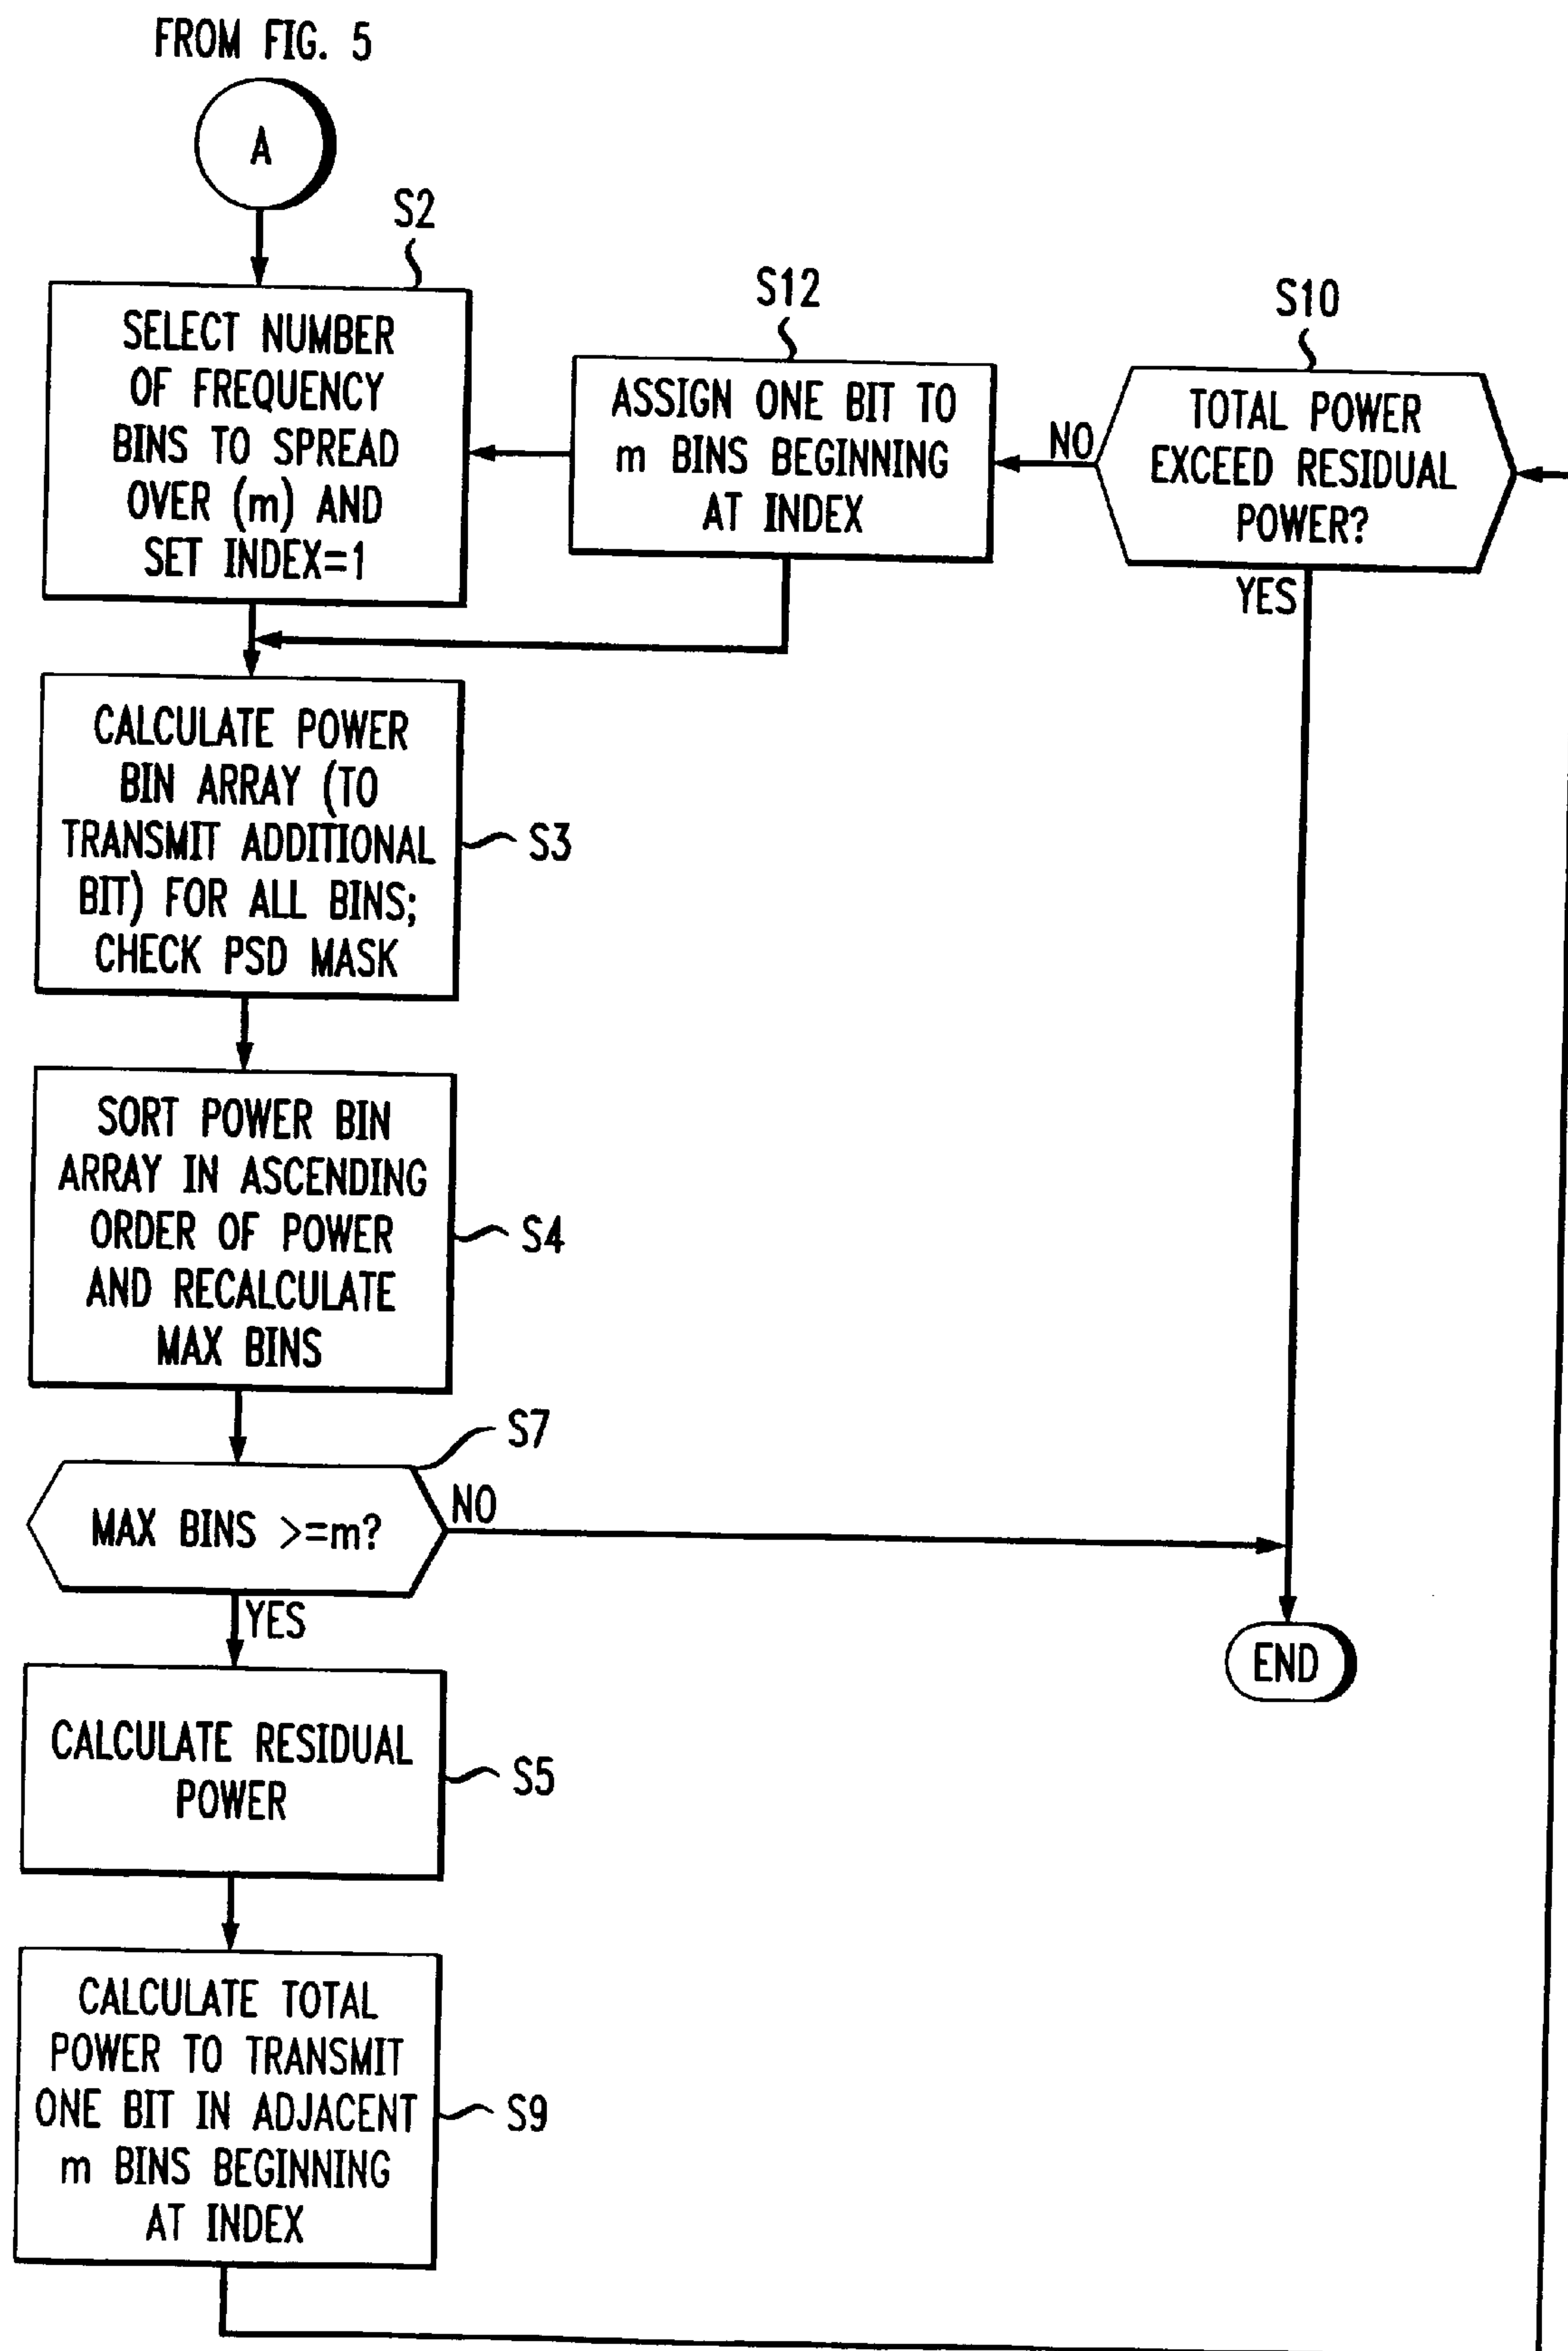 FROM FIG. 5
A
S2
SELECT NUMBER
OF FREQUENCY
BINS TO SPREAD
OVER (m) AND
SET INDEX=1
S12
ASSIGN ONE BIT TO
m BINS BEGINNING
AT INDEX
NO
S10
TOTAL POWER
EXCEED RESIDUAL
POWER?
YES
CALCULATE POWER
BIN ARRAY (TO
TRANSMIT ADDITIONAL
BIT) FOR ALL BINS;
CHECK PSD MASK
S3
SORT POWER BIN
ARRAY IN ASCENDING
ORDER OF POWER
AND RECALCULATE
MAX BINS
S4
S7
MAX BINS >=m?
NO
YES
END
CALCULATE RESIDUAL
POWER
S5
CALCULATE TOTAL
POWER TO TRANSMIT
ONE BIT IN ADJACENT
m BINS BEGINNING
AT INDEX
S9